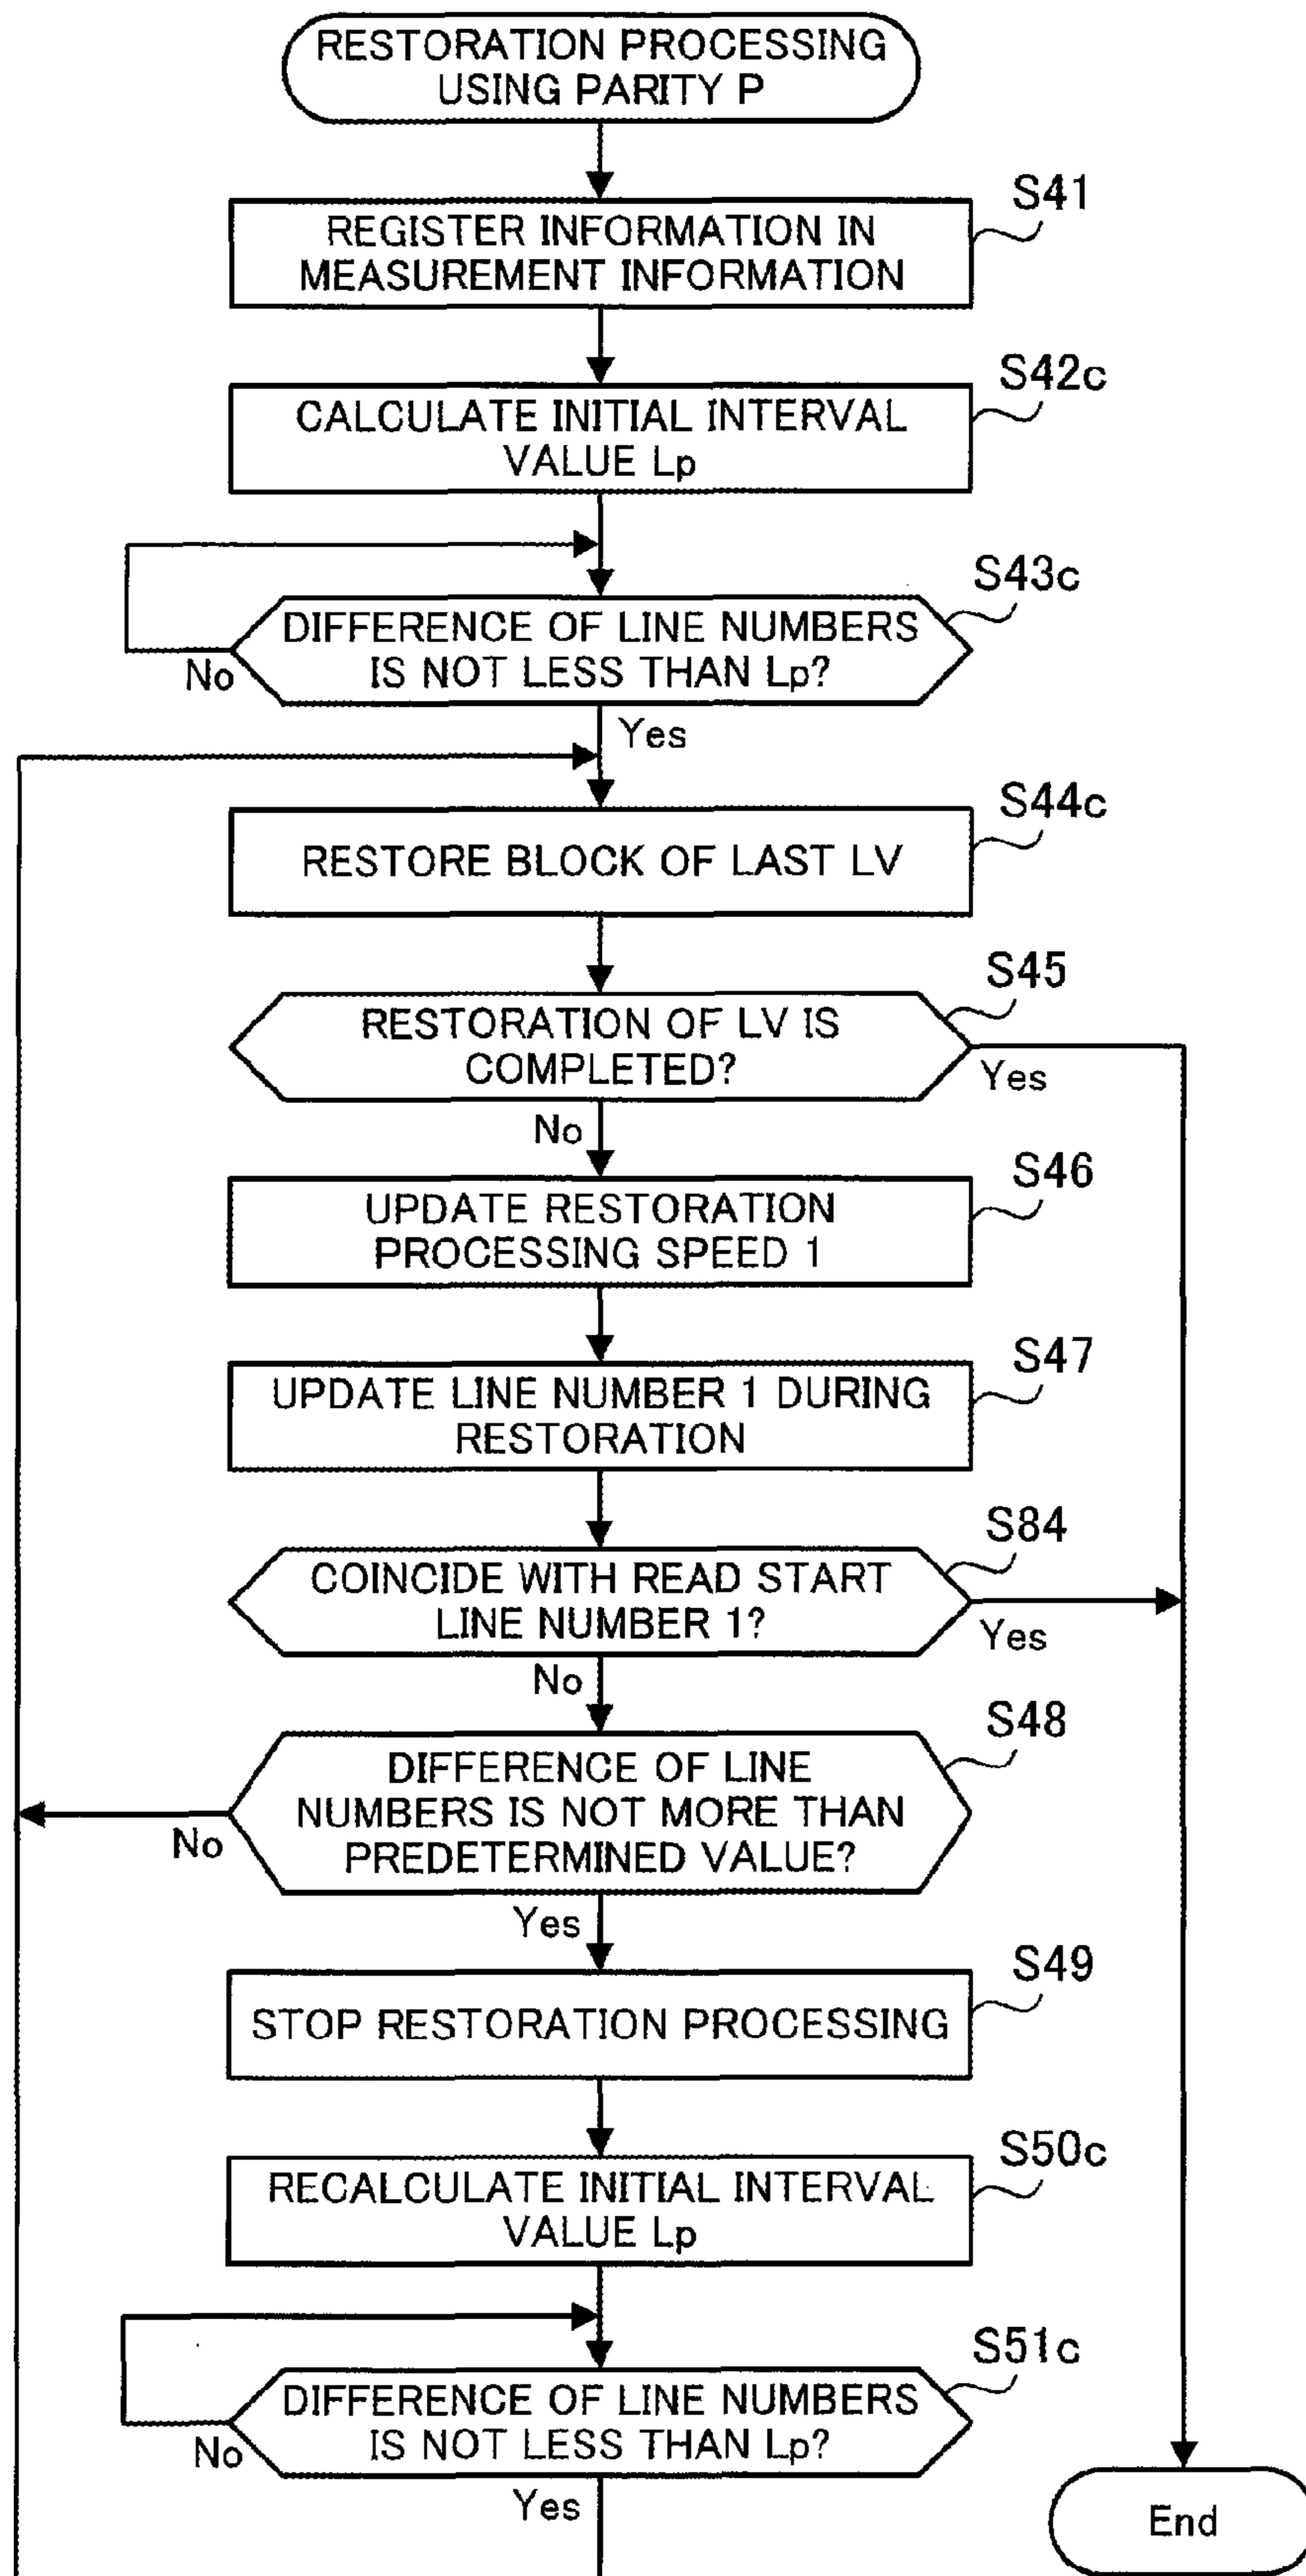 RESTORATION PROCESSING
USING PARITY P
S41
REGISTER INFORMATION IN
MEASUREMENT INFORMATION
S42c
CALCULATE INITIAL INTERVAL
VALUE Lp
S43c
DIFFERENCE OF LINE NUMBERS
IS NOT LESS THAN Lp?
No
Yes
S44c
RESTORE BLOCK OF LAST LV
S45
RESTORATION OF LV IS
COMPLETED?
Yes
No
S46
UPDATE RESTORATION
PROCESSING SPEED 1
S47
UPDATE LINE NUMBER 1 DURING
RESTORATION
S84
COINCIDE WITH READ START
LINE NUMBER 1?
Yes
No
S48
DIFFERENCE OF LINE
NUMBERS IS NOT MORE THAN
PREDETERMINED VALUE?
No
Yes
S49
STOP RESTORATION PROCESSING
S50c
RECALCULATE INITIAL INTERVAL
VALUE Lp
S51c
DIFFERENCE OF LINE NUMBERS
IS NOT LESS THAN Lp?
No
Yes
End